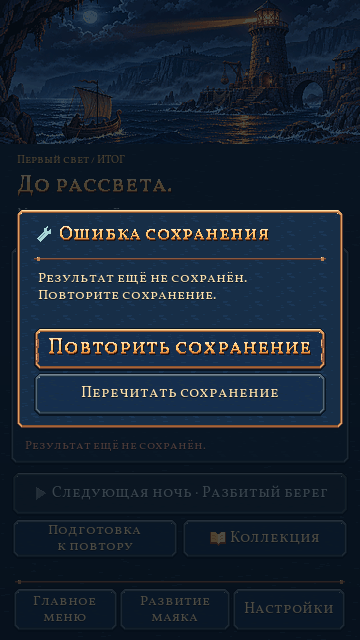 Первый свет / ИТОГ
До рассвета.
Ошибка сохранения
Результат ещё не сохранён.
Повторите сохранение.
Повторить сохранение
Перечитать сохранение
Результат ещё не сохранён.
Следующая ночь · Разбитый берег
Подготовка
к повтору
Коллекция
Главное
меню
Развитие
маяка
Настройки